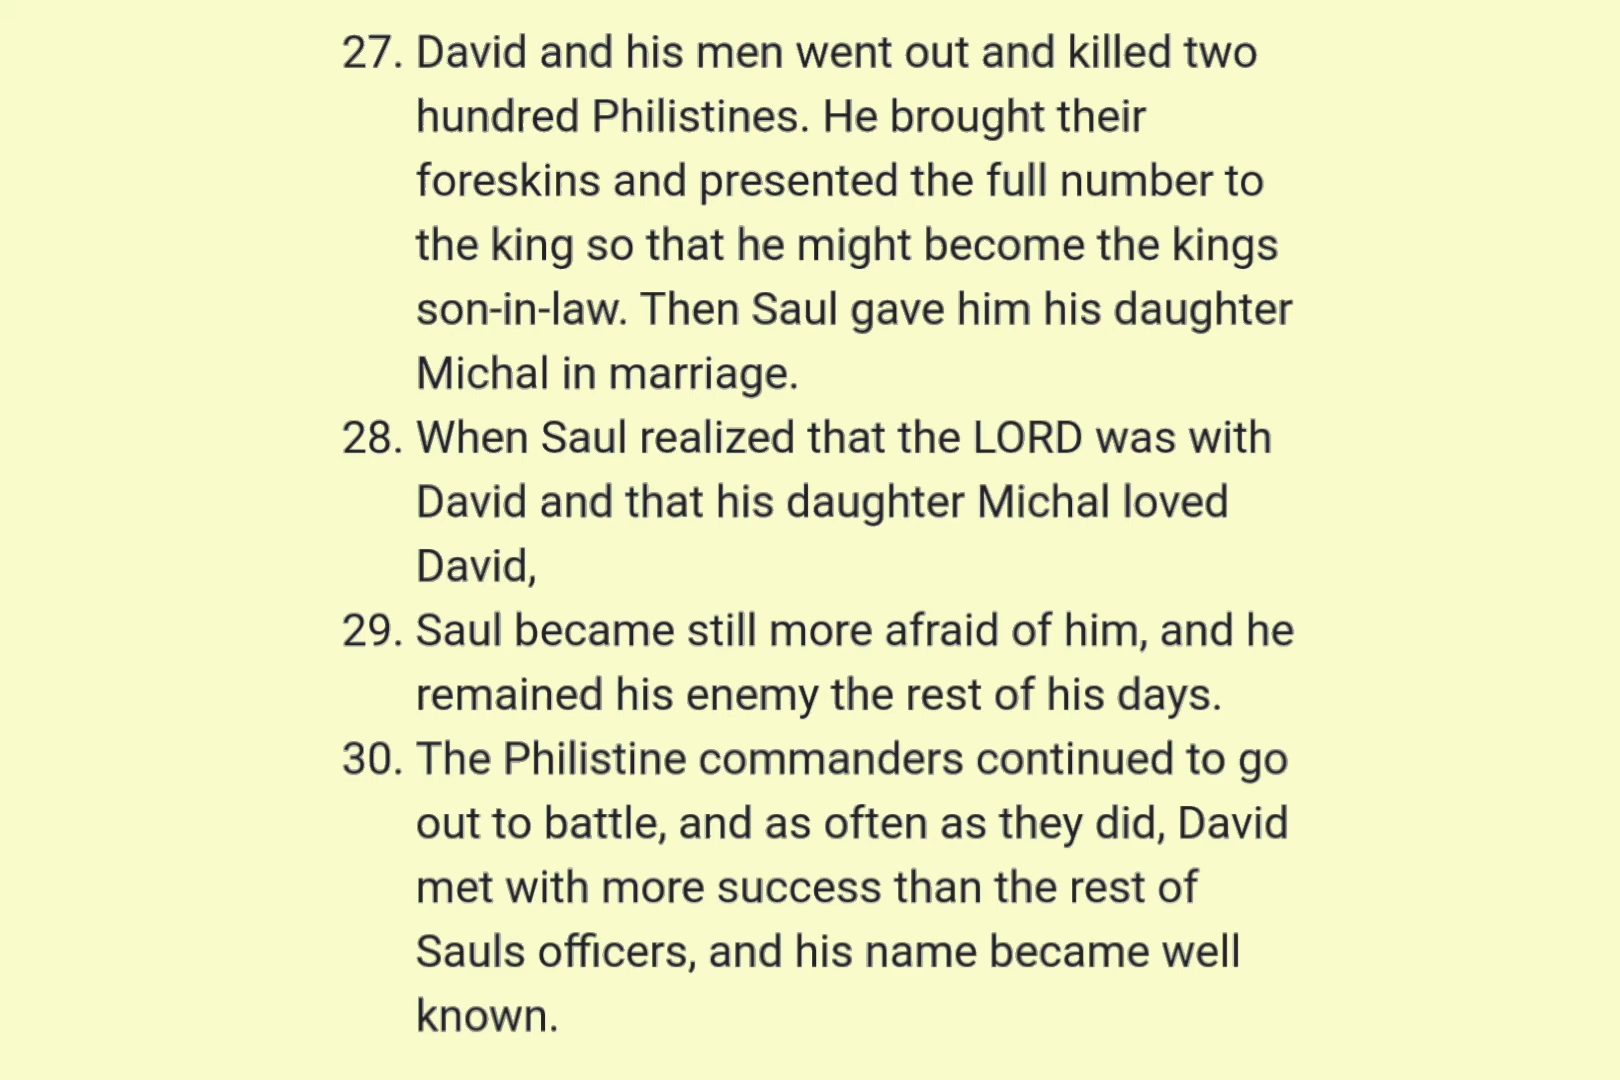 27. David and his men went out and killed two
hundred Philistines. He brought their
foreskins and presented the full number to
the king so that he might become the kings
son-in-law. Then Saul gave him his daughter
Michal in marriage.
28. When Saul realized that the LORD was with
David and that his daughter Michal loved
David,
29. Saul became still more afraid of him, and he
remained his enemy the rest of his days.
30. The Philistine commanders continued to go
out to battle, and as often as they did, David
met with more success than the rest of
Sauls officers, and his name became well
known.